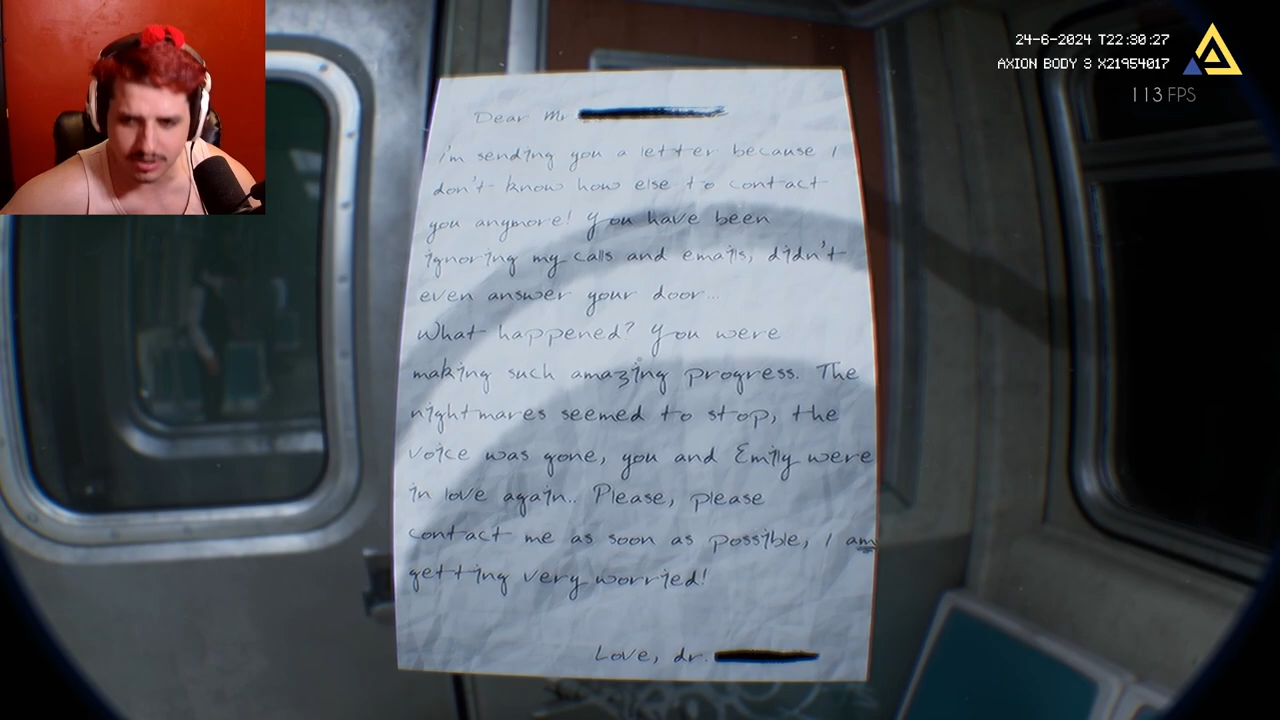 24-6-2024 T22:30:27
AXION BODY 3 X21954017
113 FPS
Dear Mr
i'm sending you a letter because I
don't know how else to contact
you anymore! You have been
ignoring my calls and emails, didn't
even answer your door...
What happened? You were
making such amazing progress. The
nightmares seemed to stop, the
voice was gone, you and Emily were
in love again.. Please, please
contact me as soon as possible, I am
getting very worried!
Love, dr.